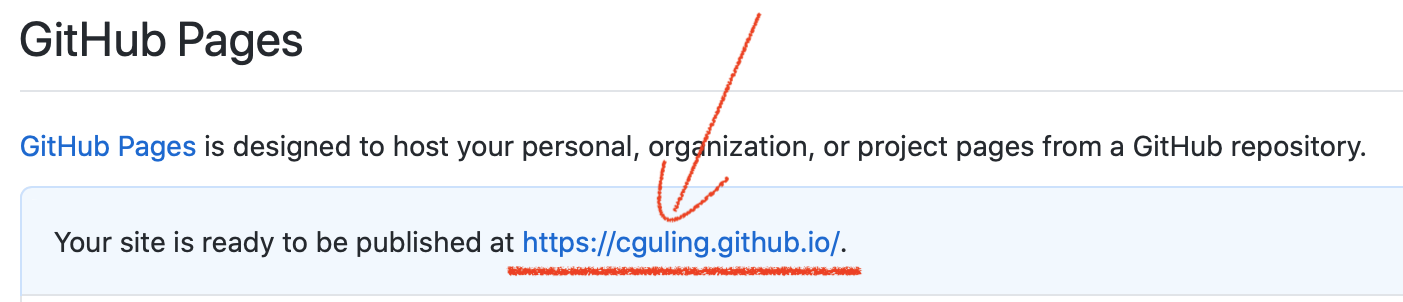 GitHub Pages
GitHub Pages is designed to host your personal, organization, or project pages from a GitHub repository.
Your site is ready to be published at https://cguling.github.io/.